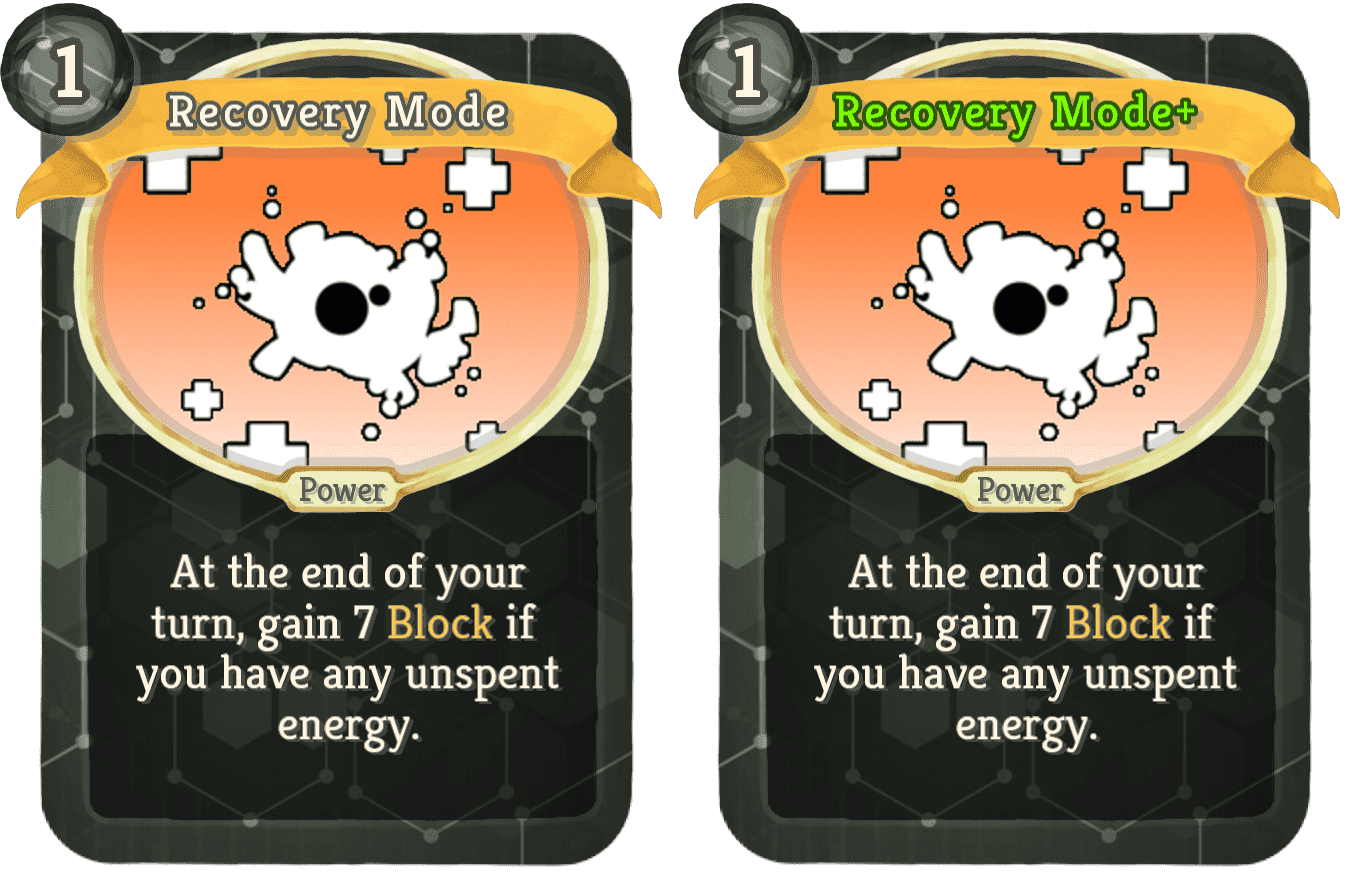 1
Recovery Mode
Power
At the end of your
turn, gain 7 Block if
you have any unspent
energy.
1
Recovery Mode+
Power
At the end of your
turn, gain 7 Block if
you have any unspent
energy.